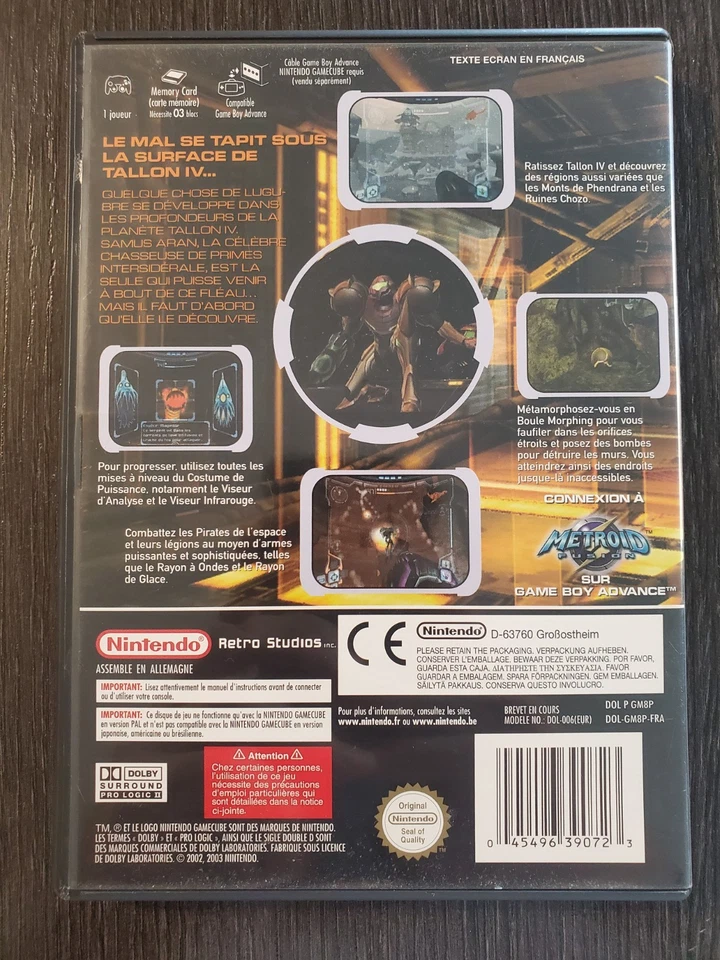 Câble Game Boy Advance
NINTENDO GAMECUBE requis
(vendu séparément)
TEXTE ECRAN EN FRANÇAIS
1 joueur
Memory Card
(carte mémoire)
Nécessite 03 blocs
Compatible
Game Boy Advance
LE MAL SE TAPIT SOUS
LA SURFACE DE
TALLON IV...
QUELQUE CHOSE DE LUGU-
BRE SE DÉVELOPPE DANS
LES PROFONDEURS DE LA
PLANÈTE TALLON IV.
SAMUS ARAN, LA CÉLÈBRE
CHASSEUSE DE PRIMES
INTERSIDÉRALE, EST LA
SEULE QUI PUISSE VENIR
À BOUT DE CE FLÉAU...
MAIS IL FAUT D'ABORD
QU'ELLE LE DÉCOUVRE.
Ratissez Tallon IV et découvrez
des régions aussi variées que
les Monts de Phendrana et les
Ruines Chozo.
Métamorphosez-vous en
Boule Morphing pour vous
faufiler dans les orifices
étroits et posez des bombes
pour détruire les murs. Vous
atteindrez ainsi des endroits
jusque-là inaccessibles.
Pour progresser, utilisez toutes les
mises à niveau du Costume de
Puissance, notamment le Viseur
d'Analyse et le Viseur Infrarouge.
Combattez les Pirates de l'espace
et leurs légions au moyen d'armes
puissantes et sophistiquées, telles
que le Rayon à Ondes et le Rayon
de Glace.
CONNEXION À
METROID™
FUSION
SUR
GAME BOY ADVANCE™
Nintendo®
Retro Studios INC.
ASSEMBLE EN ALLEMAGNE
IMPORTANT: Lisez attentivement le manuel d'instructions avant de connecter
ou d'utiliser votre console.
IMPORTANT: Ce disque de jeu ne fonctionne qu'avec la NINTENDO GAMECUBE
en version PAL et n'est pas compatible avec la NINTENDO GAMECUBE en version
japonaise, américaine ou brésilienne.
CE
Nintendo® D-63760 Großostheim
PLEASE RETAIN THE PACKAGING. VERPACKUNG AUFHEBEN.
CONSERVER L'EMBALLAGE. BEWAAR DEZE VERPAKKING. POR FAVOR,
GUARDAR ESTA CAJA. ΔΙΑΤΗΡΗΣΤΕ ΤΗΝ ΣΥΣΚΕΥΑΣΙΑ. FAVOR
GUARDAR A EMBALAGEM. SPARA FÖRPACKNINGEN. GEM EMBALLAGEN.
SÄILYTÄ PAKKAUS. CONSERVA QUESTO INVOLUCRO.
Pour plus d'informations, consultez les sites
www.nintendo.fr ou www.nintendo.be
BREVET EN COURS
MODELE NO.: DOL-006(EUR)
DOL P GM8P
DOL-GM8P-FRA
DOLBY
SURROUND
PRO LOGIC II
Attention
Chez certaines personnes,
l'utilisation de ce jeu
nécessite des précautions
d'emploi particulières qui
sont détaillées dans la notice
ci-jointe.
Original
Nintendo®
Seal of
Quality
TM
0 45496 39072 3
TM, ® ET LE LOGO NINTENDO GAMECUBE SONT DES MARQUES DE NINTENDO.
LES TERMES « DOLBY » ET « PRO LOGIC », AINSI QUE LE SIGLE DOUBLE D SONT
DES MARQUES COMMERCIALES DE DOLBY LABORATORIES. FABRIQUE SOUS LICENCE
DE DOLBY LABORATORIES. © 2002, 2003 NINTENDO.